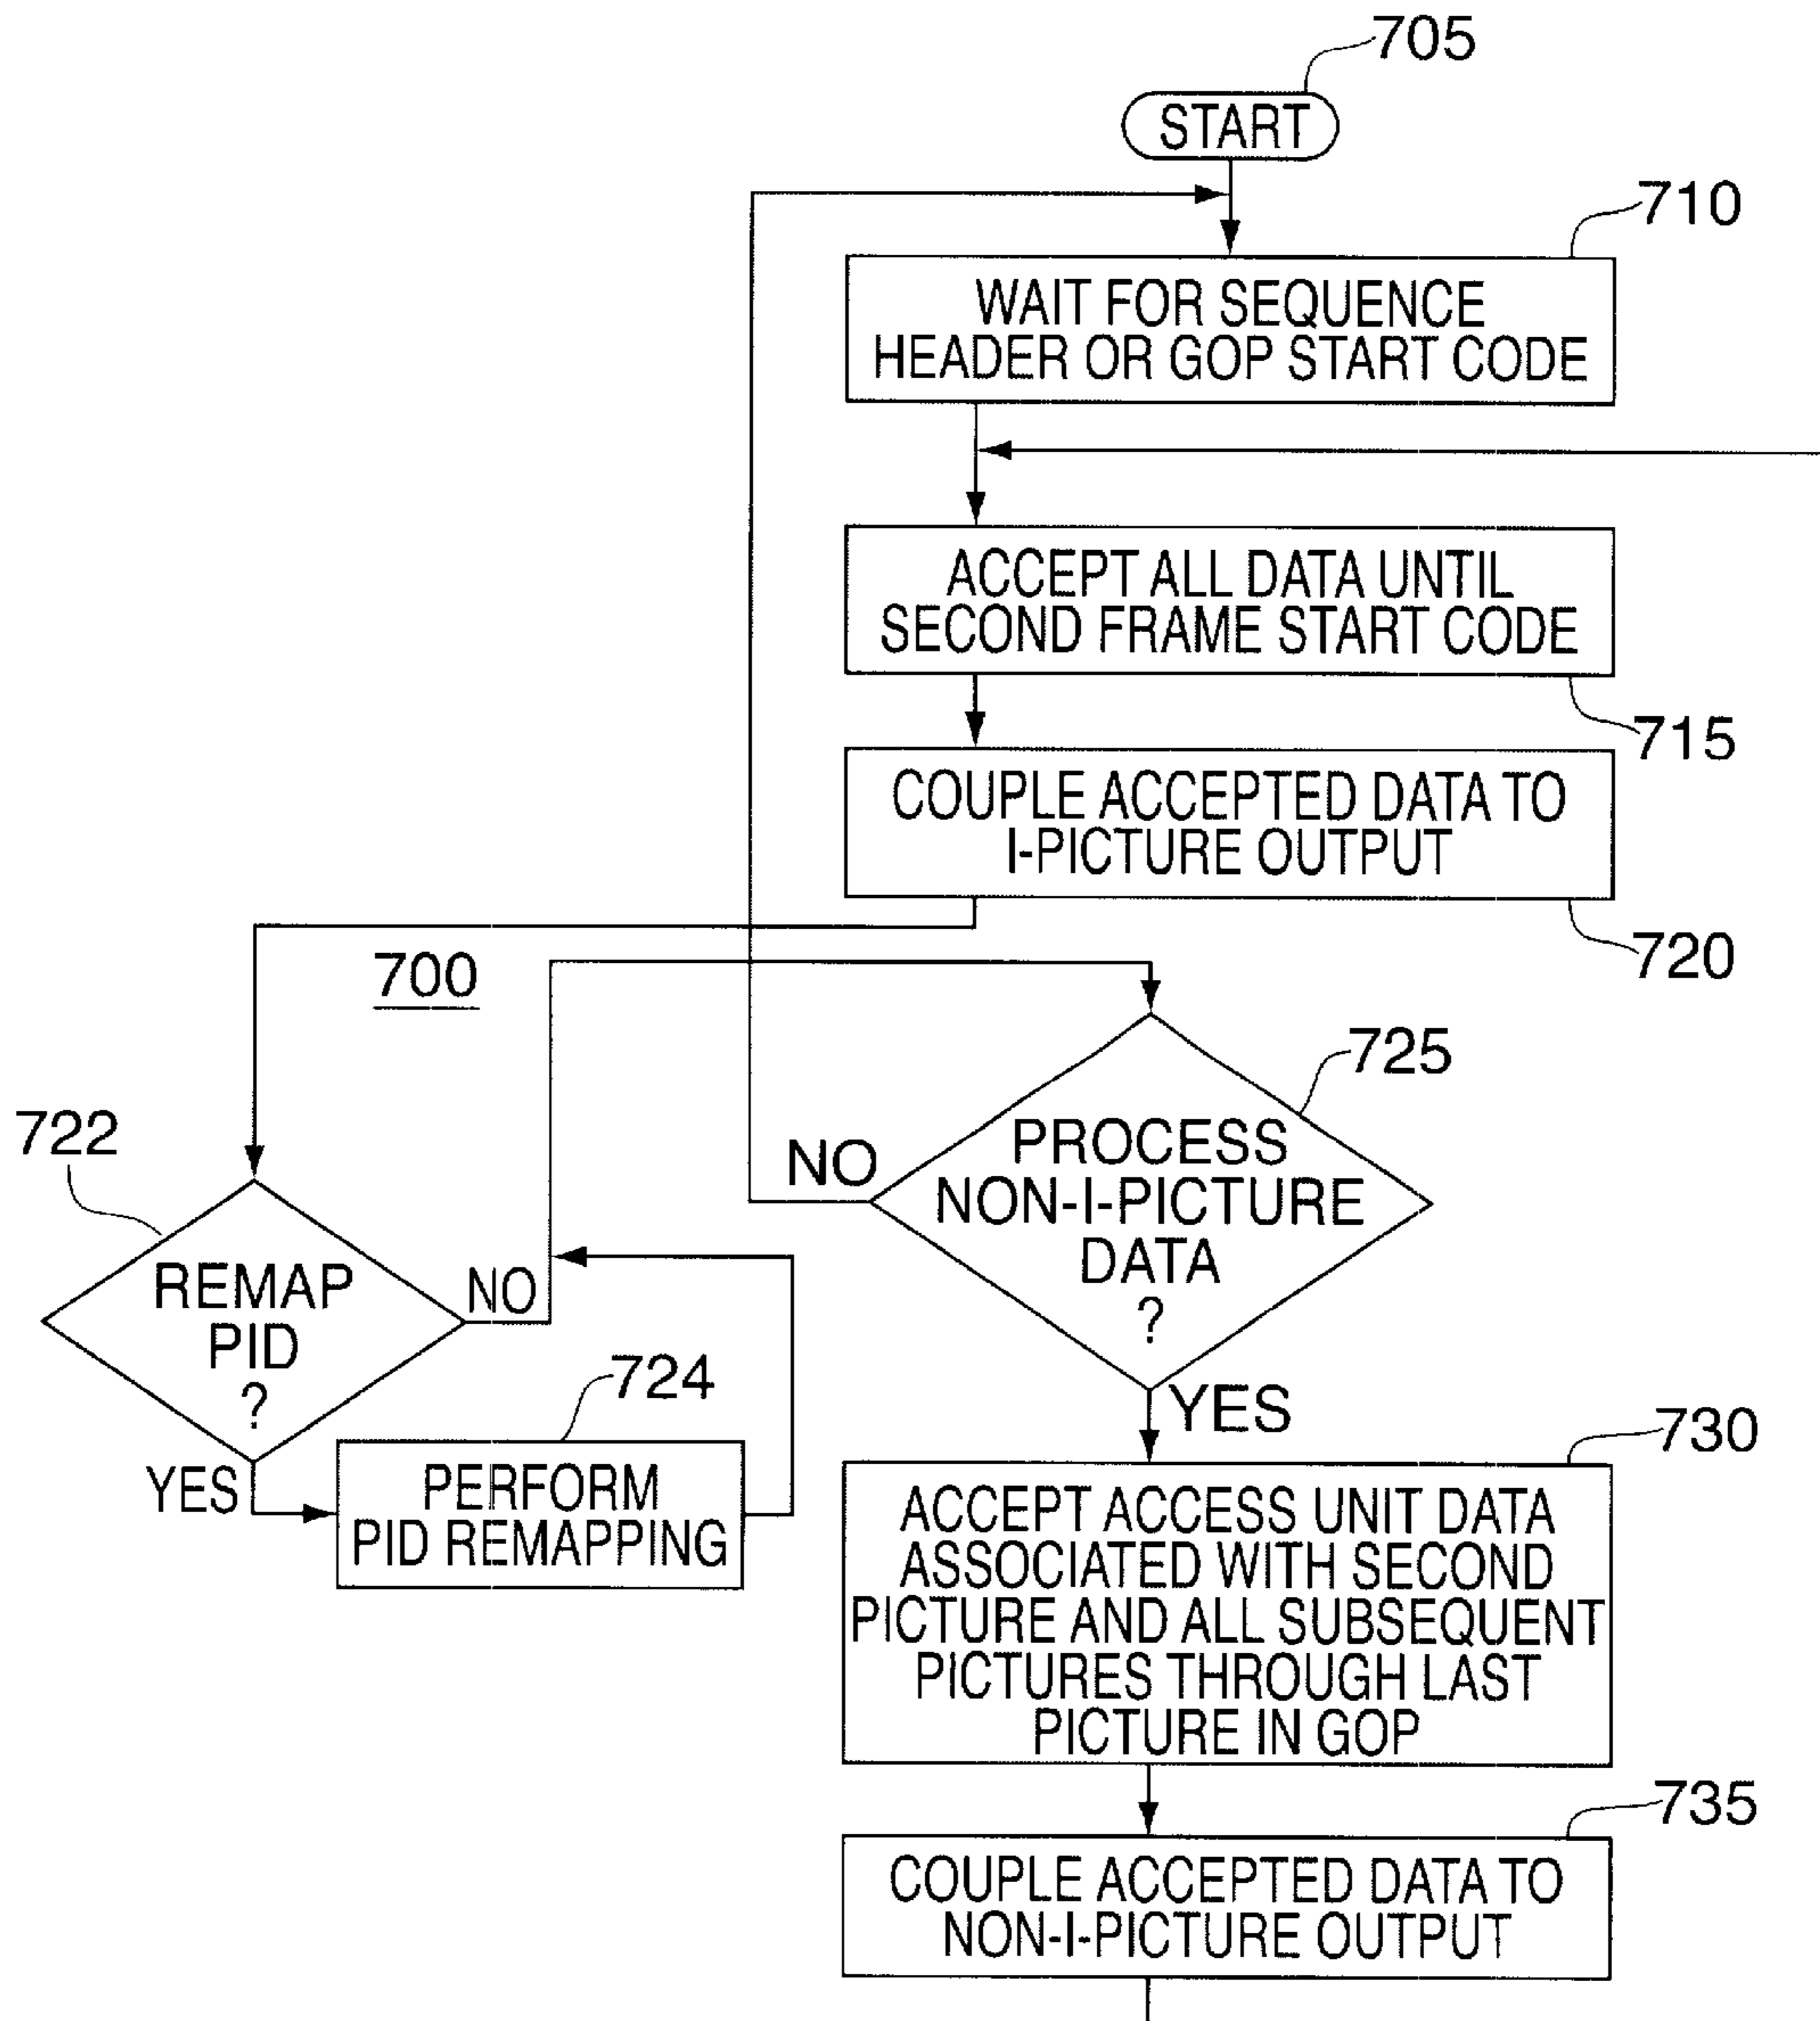 705
START
710
WAIT FOR SEQUENCE
HEADER OR GOP START CODE
ACCEPT ALL DATA UNTIL
SECOND FRAME START CODE
715
COUPLE ACCEPTED DATA TO
I-PICTURE OUTPUT
720
700
725
PROCESS
NON-I-PICTURE
DATA
?
NO
722
REMAP
PID
?
NO
YES
724
PERFORM
PID REMAPPING
YES
730
ACCEPT ACCESS UNIT DATA
ASSOCIATED WITH SECOND
PICTURE AND ALL SUBSEQUENT
PICTURES THROUGH LAST
PICTURE IN GOP
735
COUPLE ACCEPTED DATA TO
NON-I-PICTURE OUTPUT